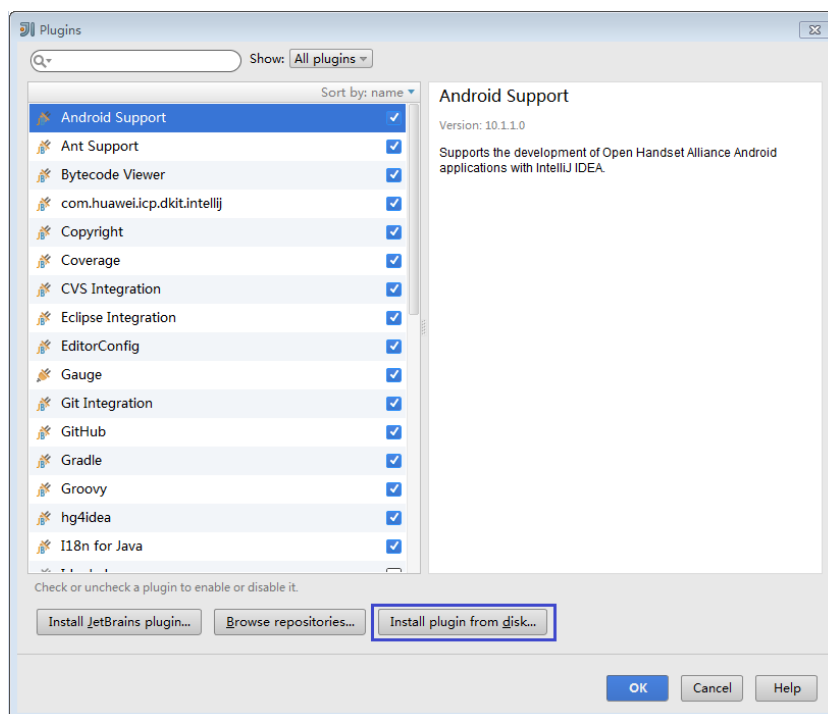 Plugins
Show: All plugins
Sort by: name
Android Support
Ant Support
Bytecode Viewer
com.huawei.icp.dkit.intellij
Copyright
Coverage
CVS Integration
Eclipse Integration
EditorConfig
Gauge
Git Integration
GitHub
Gradle
Groovy
hg4idea
I18n for Java
Android Support
Version: 10.1.1.0
Supports the development of Open Handset Alliance Android
applications with IntelliJ IDEA.
Check or uncheck a plugin to enable or disable it.
Install JetBrains plugin... Browse repositories... Install plugin from disk...
OK Cancel Help